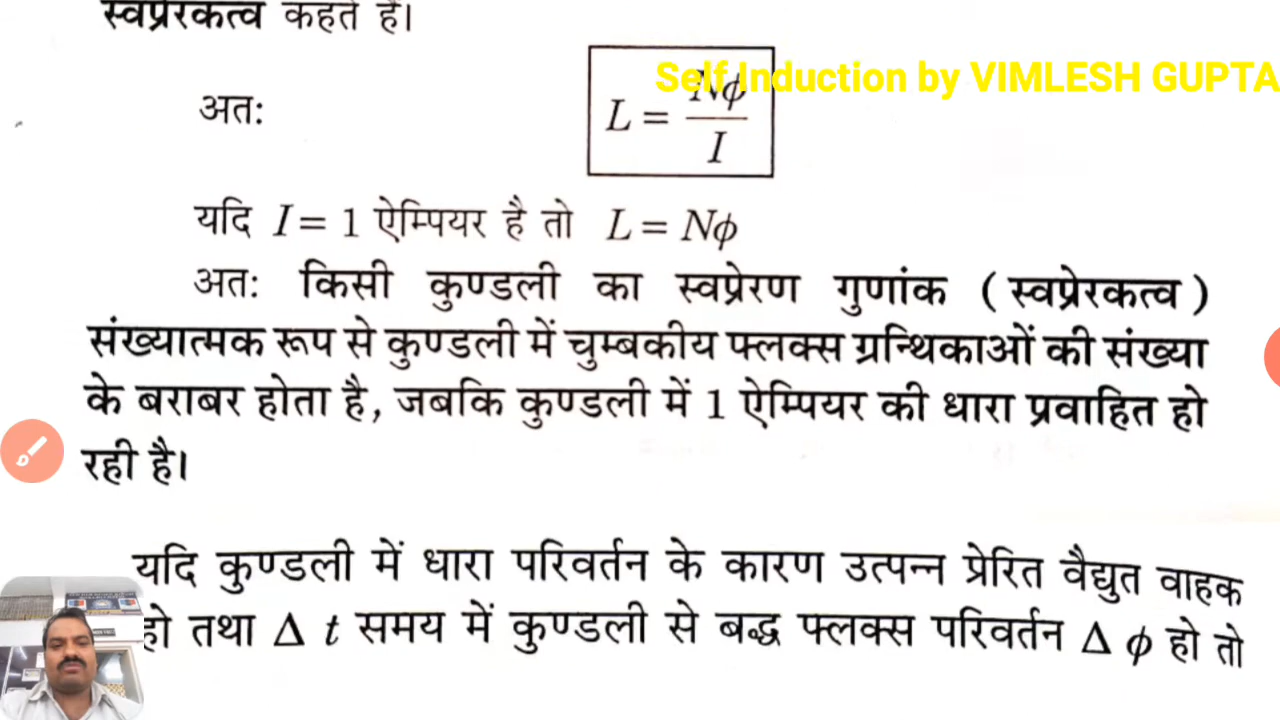 स्वप्रेरकत्व कहते हैं।
Self Induction by VIMLESH GUPTA
अतः L = Nϕ / I
यदि I = 1 ऐम्पियर है तो L = Nϕ
अतः किसी कुण्डली का स्वप्रेरण गुणांक ( स्वप्रेरकत्व )
संख्यात्मक रूप से कुण्डली में चुम्बकीय फ्लक्स ग्रन्थिकाओं की संख्या
के बराबर होता है, जबकि कुण्डली में 1 ऐम्पियर की धारा प्रवाहित हो
रही है।
यदि कुण्डली में धारा परिवर्तन के कारण उत्पन्न प्रेरित वैद्युत वाहक
हो तथा Δ t समय में कुण्डली से बद्ध फ्लक्स परिवर्तन Δ ϕ हो तो